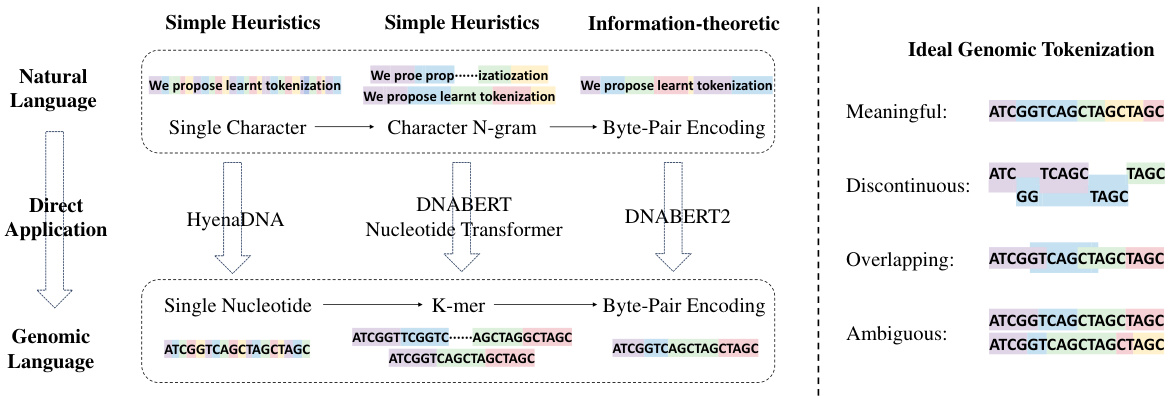 Simple Heuristics
Simple Heuristics
Information-theoretic
Natural
Language
We propose learnt tokenization
We proe prop······izatiozation
We propose learnt tokenization
We propose learnt tokenization
Single Character
Character N-gram
Byte-Pair Encoding
Direct
Application
HyenaDNA
DNABERT
Nucleotide Transformer
DNABERT2
Genomic
Language
Single Nucleotide
K-mer
Byte-Pair Encoding
ATCGGTCAGCTAGCTAGC
ATCGGTTCGGTC······AGCTAGGCTAGC
ATCGGTCAGCTAGCTAGC
ATCGGTCAGCTAGCTAGC
Ideal Genomic Tokenization
Meaningful:
ATCGGTCAGCTAGCTAGC
Discontinuous:
ATC TCAGC TAGC
GG TAGC
Overlapping:
ATCGGTCAGCTAGCTAGC
Ambiguous:
ATCGGTCAGCTAGCTAGC
ATCGGTCAGCTAGCTAGC